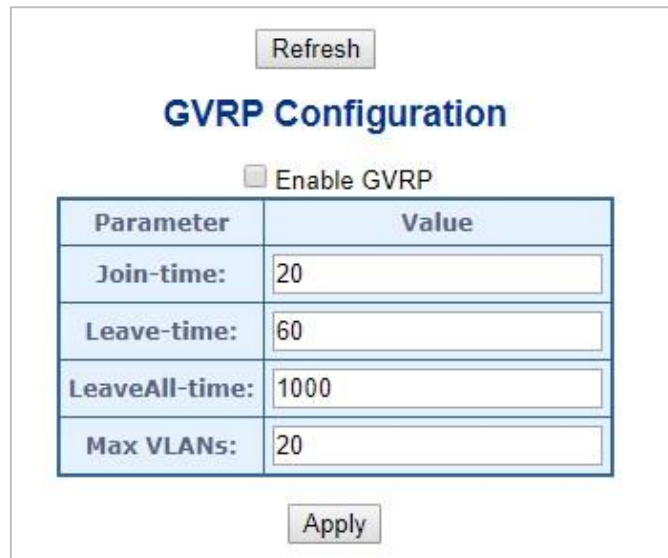 Refresh
GVRP Configuration
Enable GVRP
Parameter Value
Join-time: 20
Leave-time: 60
LeaveAll-time: 1000
Max VLANs: 20
Apply